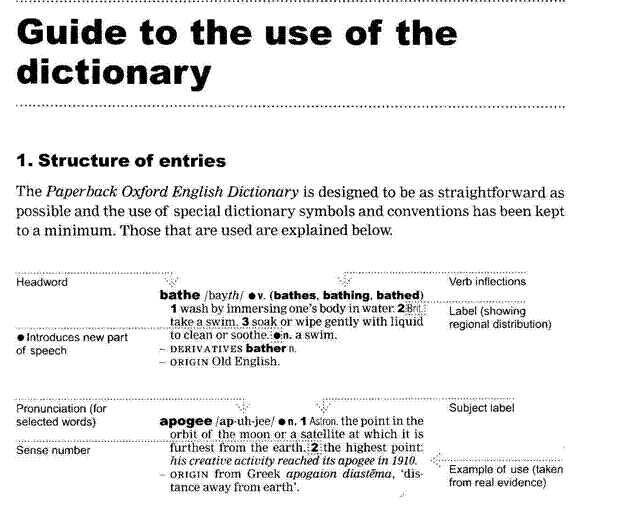 Guide to the use of the
dictionary
1. Structure of entries
The Paperback Oxford English Dictionary is designed to be as straightforward as
possible and the use of special dictionary symbols and conventions has been kept
to a minimum. Those that are used are explained below.
Headword
Verb inflections
bathe /bayth/ ● v. (bathes, bathing, bathed)
1 wash by immersing one's body in water. 2 Brit.
take a swim. 3 soak or wipe gently with liquid
to clean or soothe. ● n. a swim.
– DERIVATIVES bather n.
– ORIGIN Old English.
Label (showing
regional distribution)
● Introduces new part
of speech
Pronunciation (for
selected words)
Subject label
apogee /ap-uh-jee/ ● n. 1 Astron. the point in the
orbit of the moon or a satellite at which it is
furthest from the earth. 2 the highest point:
his creative activity reached its apogee in 1910.
– ORIGIN from Greek apogaion diastēma, 'dis-
tance away from earth'.
Sense number
Example of use (taken
from real evidence)